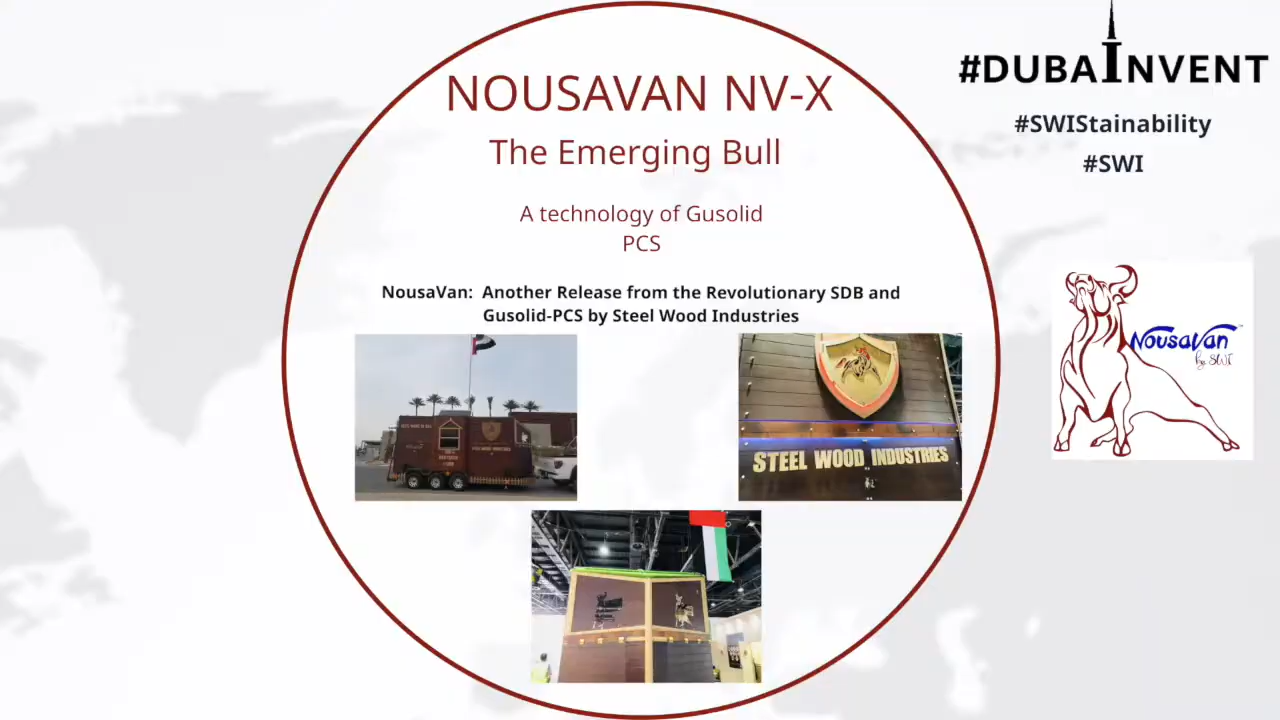 NOUSAVAN NV-X
The Emerging Bull
A technology of Gusolid
PCS
NousaVan: Another Release from the Revolutionary SDB and
Gusolid-PCS by Steel Wood Industries
STEEL WOOD INDUSTRIES
#DUBAINVENT
#SWIStainability
#SWI
NousaVan
by SWI